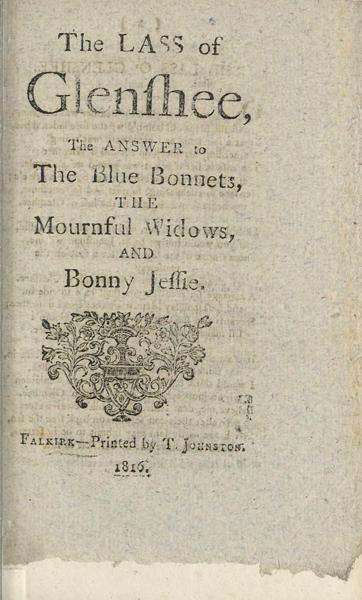 The LASS of
Glenſhee,
The ANSWER to
The Blue Bonnets,
THE
Mournful Widows,
AND
Bonny Jeſſie.
FALKIRK—Printed by T. JOHNSTON.
1816.